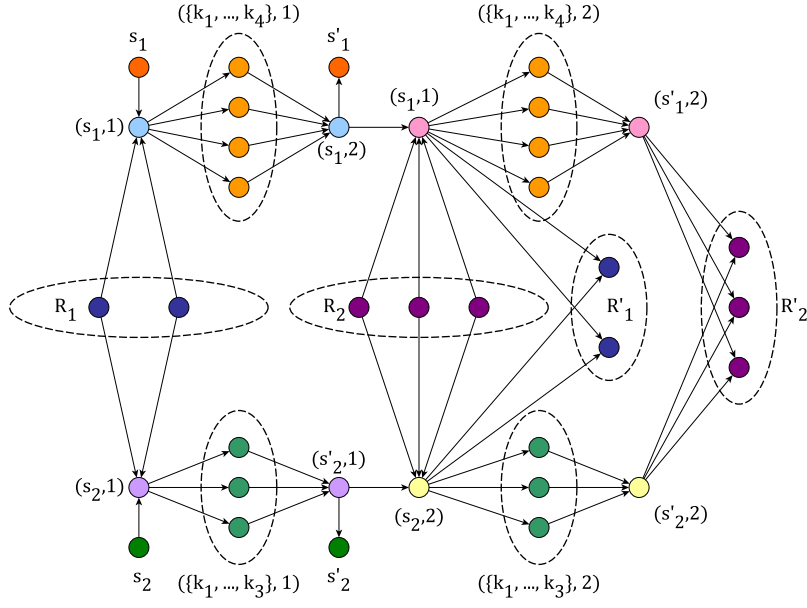 ({k₁, ..., k₄}, 1)
({k₁, ..., k₄}, 2)
s₁
s'₁
(s₁,1)
(s₁,2)
(s₁,1)
(s'₁,2)
R₁
R₂
R'₁
R'₂
(s₂,1)
(s'₂,1)
(s₂,2)
(s'₂,2)
s₂
({k₁, ..., k₃}, 1)
s'₂
({k₁, ..., k₃}, 2)